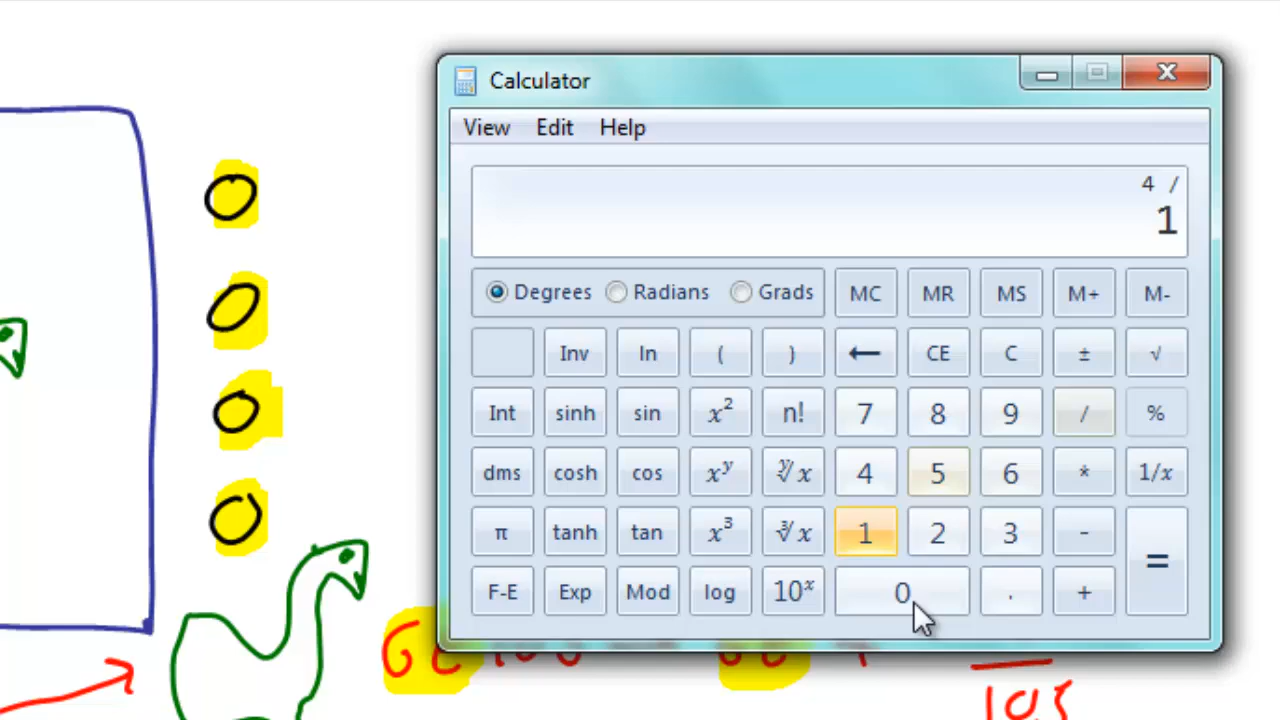 Calculator
View Edit Help
4 /
1
Degrees Radians Grads MC MR MS M+ M-
Inv ln ( ) ← CE C ± √
Int sinh sin x² n! 7 8 9 / %
dms cosh cos xʸ ʸ√x 4 5 6 * 1/x
π tanh tan x³ ³√x 1 2 3 - =
F-E Exp Mod log 10ˣ 0 . +